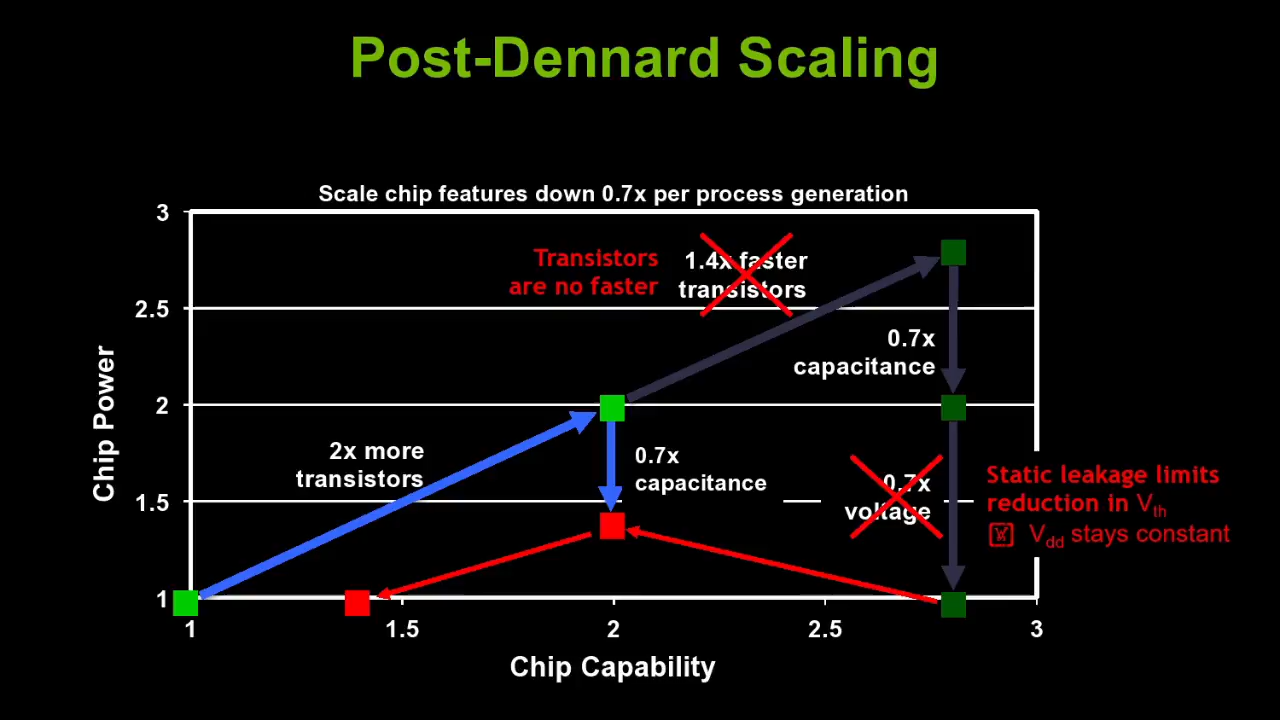 Post-Dennard Scaling
Scale chip features down 0.7x per process generation
3
2.5
2
1.5
1
Chip Power
Transistors
are no faster
1.4x faster
transistors
0.7x
capacitance
2x more
transistors
0.7x
capacitance
0.7x
voltage
Static leakage limits
reduction in Vth
Vdd stays constant
1
1.5
2
2.5
3
Chip Capability